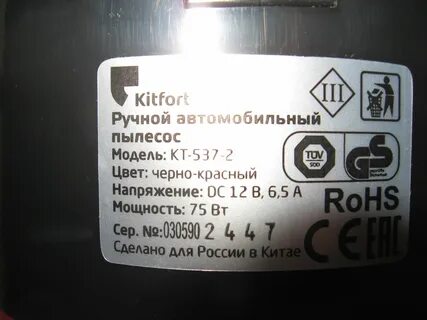 Kitfort
Ручной автомобильный
пылесос
Модель: КТ-537-2
Цвет: черно-красный
Напряжение: DC 12 В, 6,5 А
Мощность: 75 Вт
Сер. №: 030590 2 4 4 7
Сделано для России в Китае
III
TÜV
SÜD
GS
RoHS
CE EAC